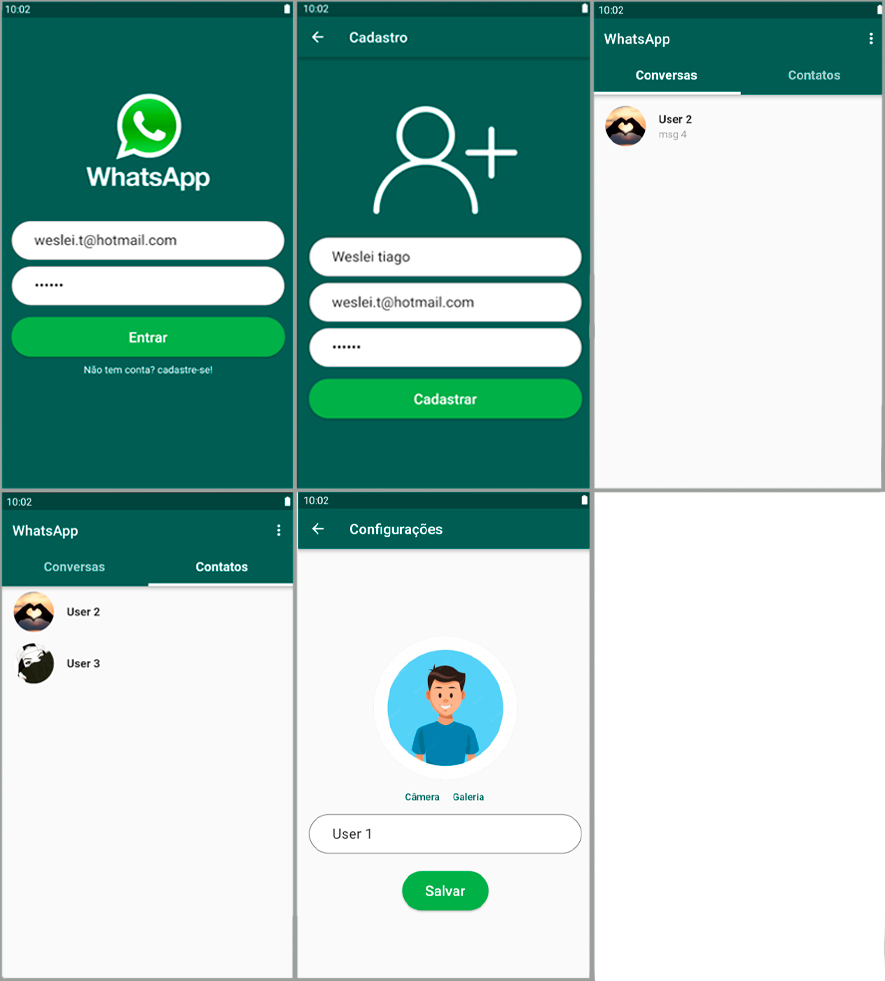 10:02
WhatsApp
weslei.t@hotmail.com
••••••
Entrar
Não tem conta? cadastre-se!
10:02
Cadastro
Weslei tiago
weslei.t@hotmail.com
••••••
Cadastrar
10:02
WhatsApp
Conversas Contatos
User 2
msg 4
10:02
WhatsApp
Conversas Contatos
User 2
User 3
10:02
Configurações
Câmera Galeria
User 1
Salvar